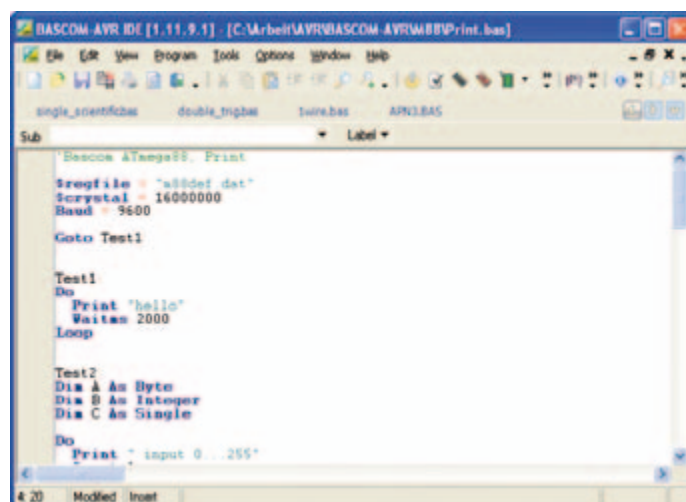 BASCOM-AVR IDE [1.11.9.1] - [C:\Arbeit\AVR\BASCOM-AVR\M88\Print.bas]
File Edit View Program Tools Options Window Help
single_scientific.bas double_trig.bas 1wire.bas APN3.BAS
Sub Label
'Bascom ATmega88, Print
$regfile = "m88def.dat"
$crystal = 16000000
Baud = 9600
Goto Test1
Test1
Do
Print "hello"
Waitms 2000
Loop
Test2
Dim A As Byte
Dim B As Integer
Dim C As Single
Do
Print " input 0...255"
4: 20 Modified Insert